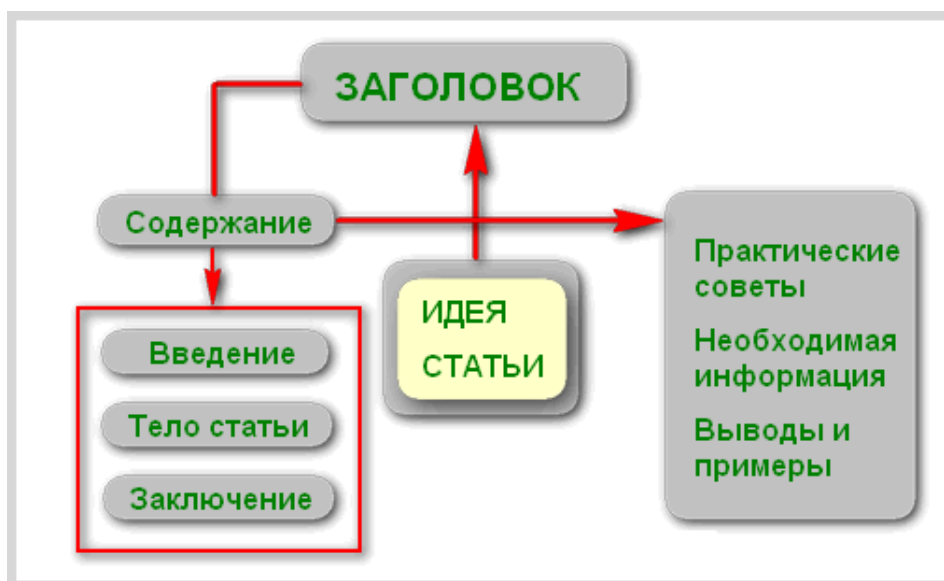 ЗАГОЛОВОК
Содержание
Введение
Тело статьи
Заключение
ИДЕЯ
СТАТЬИ
Практические
советы
Необходимая
информация
Выводы и
примеры